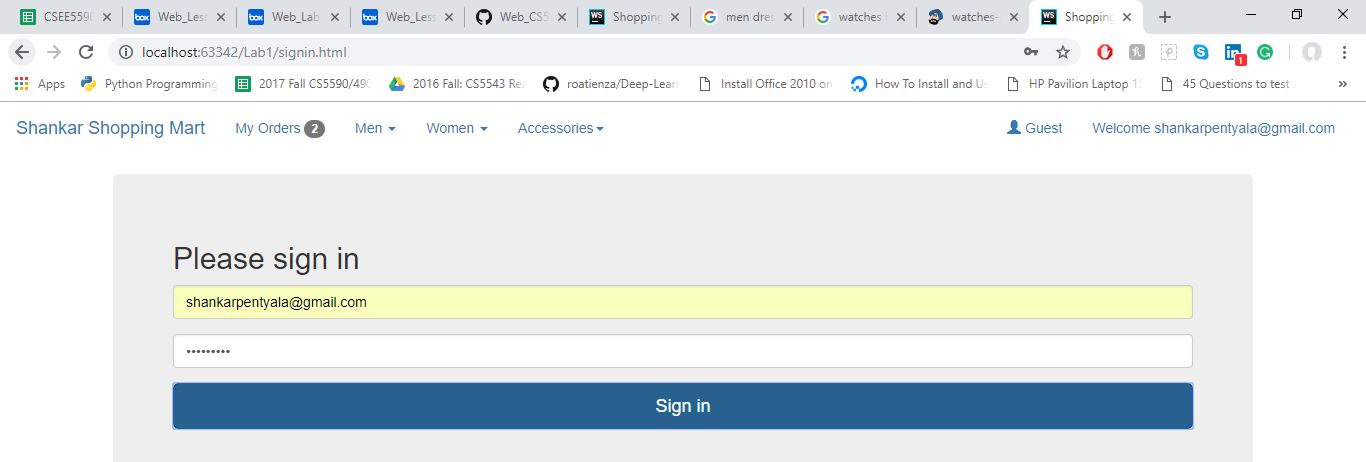 CSEE5590 Web_Less Web_Lab Web_Less Web_CS5 Shopping men dres watches watches- Shopping
localhost:63342/Lab1/signin.html 1
Apps Python Programming 2017 Fall CS5590/490 2016 Fall: CS5543 Rea roatienza/Deep-Learn Install Office 2010 on How To Install and Us HP Pavilion Laptop 15 45 Questions to test »
Shankar Shopping Mart My Orders 2 Men Women Accessories Guest Welcome shankarpentyala@gmail.com
Please sign in
shankarpentyala@gmail.com
•••••••••
Sign in